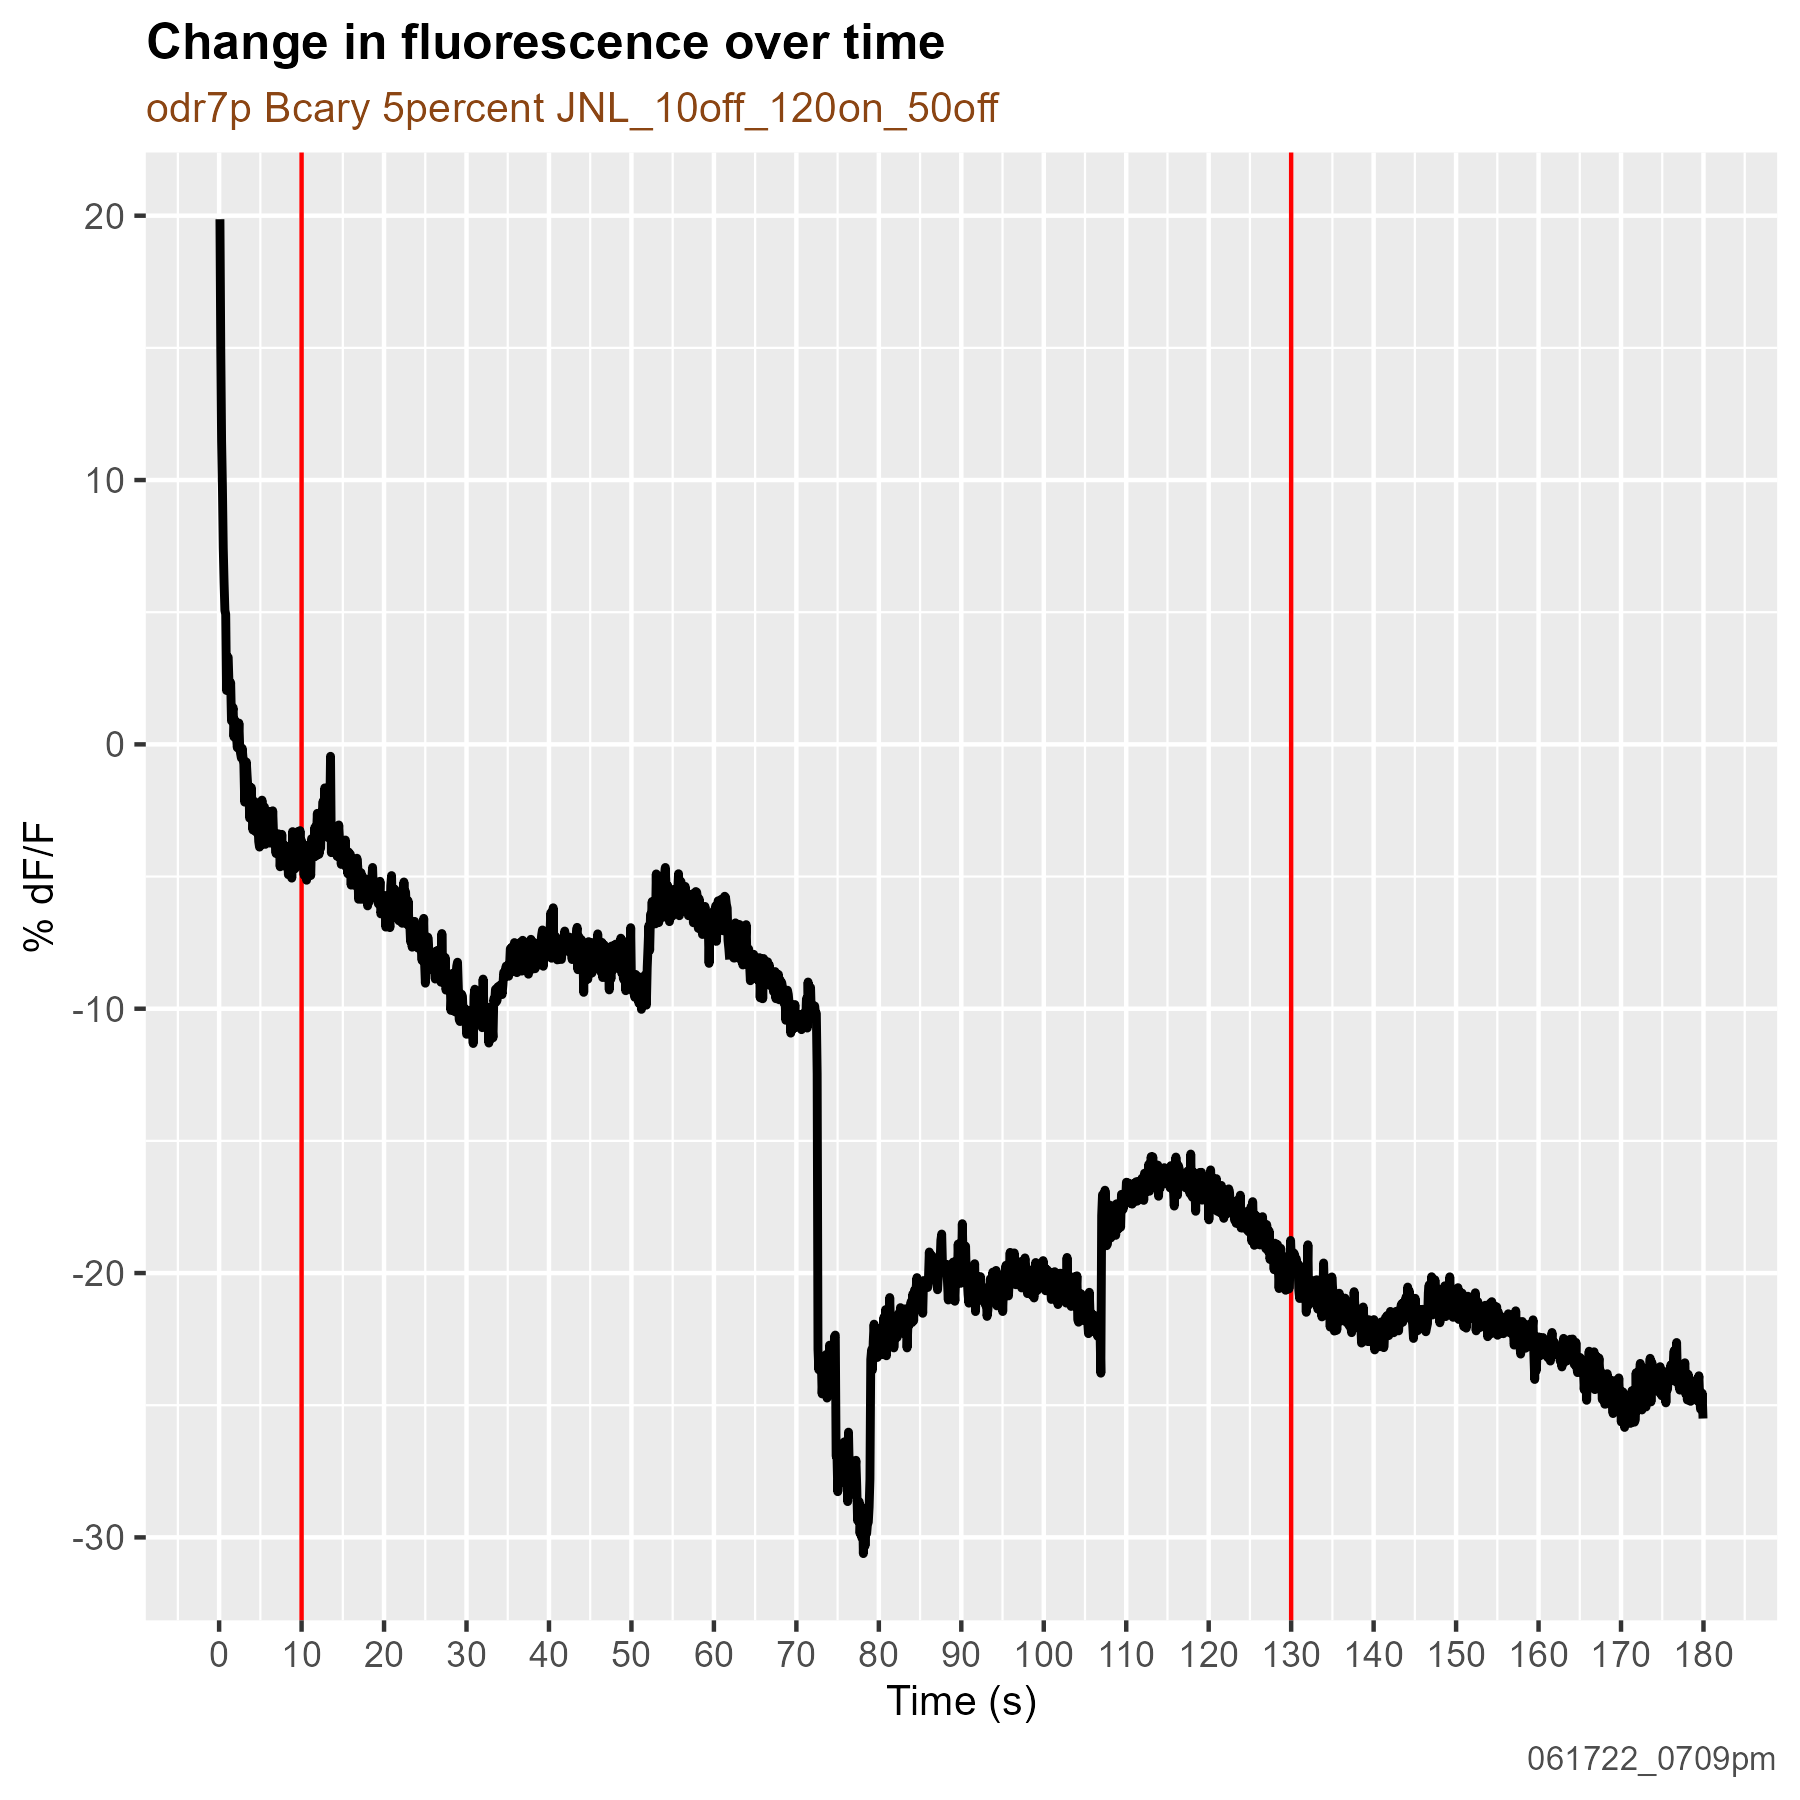 Change in fluorescence over time
odr7p Bcary 5percent JNL_10off_120on_50off
20
10
0
-10
-20
-30
% dF/F
0 10 20 30 40 50 60 70 80 90 100 110 120 130 140 150 160 170 180
Time (s)
061722_0709pm